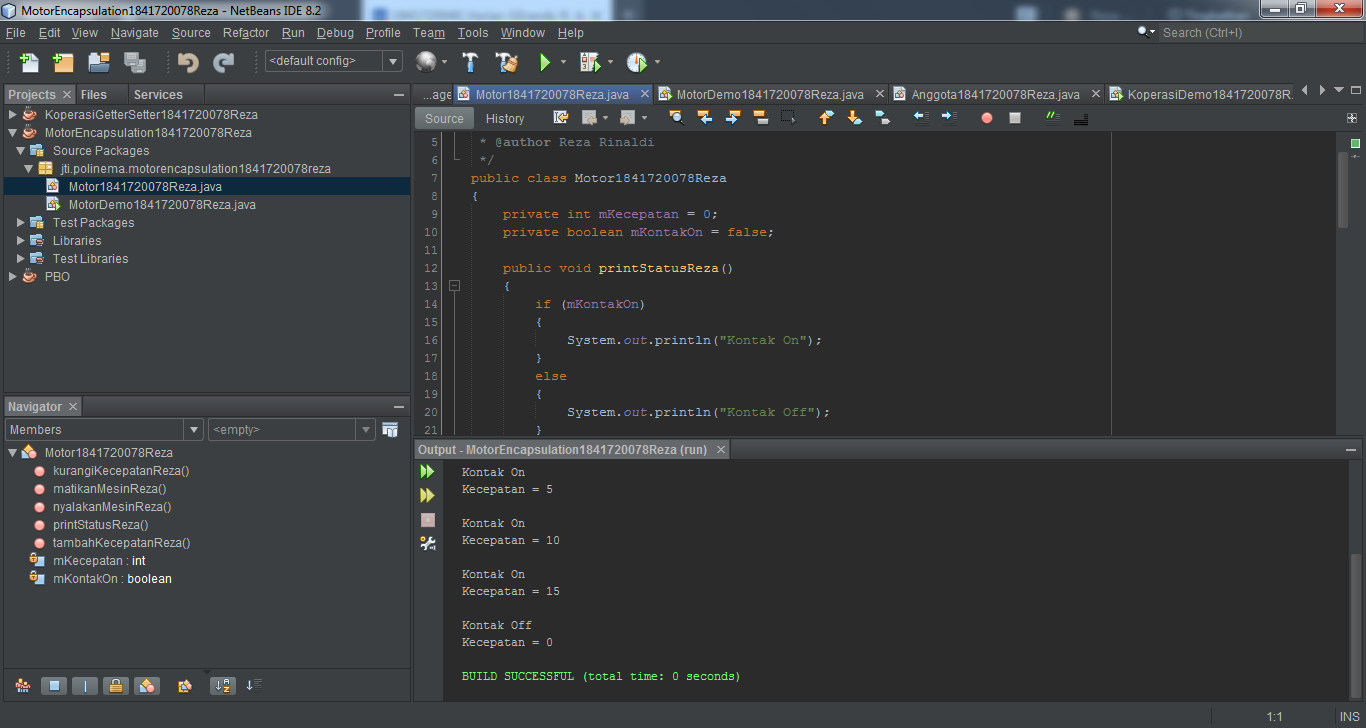 MotorEncapsulation1841720078Reza - NetBeans IDE 8.2
File Edit View Navigate Source Refactor Run Debug Profile Team Tools Window Help
Search (Ctrl+I)
<default config>
Projects Files Services
KoperasiGetterSetter1841720078Reza
MotorEncapsulation1841720078Reza
Source Packages
jti.polinema.motorencapsulation1841720078reza
Motor1841720078Reza.java
MotorDemo1841720078Reza.java
Test Packages
Libraries
Test Libraries
PBO
Navigator
Members <empty>
Motor1841720078Reza
kurangiKecepatanReza()
matikanMesinReza()
nyalakanMesinReza()
printStatusReza()
tambahKecepatanReza()
mKecepatan : int
mKontakOn : boolean
...age Motor1841720078Reza.java MotorDemo1841720078Reza.java Anggota1841720078Reza.java KoperasiDemo1841720078R.
Source History
5 * @author Reza Rinaldi
6 */
7 public class Motor1841720078Reza
8 {
9 private int mKecepatan = 0;
10 private boolean mKontakOn = false;
11
12 public void printStatusReza()
13 {
14 if (mKontakOn)
15 {
16 System.out.println("Kontak On");
17 }
18 else
19 {
20 System.out.println("Kontak Off");
21 }
Output - MotorEncapsulation1841720078Reza (run)
Kontak On
Kecepatan = 5
Kontak On
Kecepatan = 10
Kontak On
Kecepatan = 15
Kontak Off
Kecepatan = 0
BUILD SUCCESSFUL (total time: 0 seconds)
1:1 INS